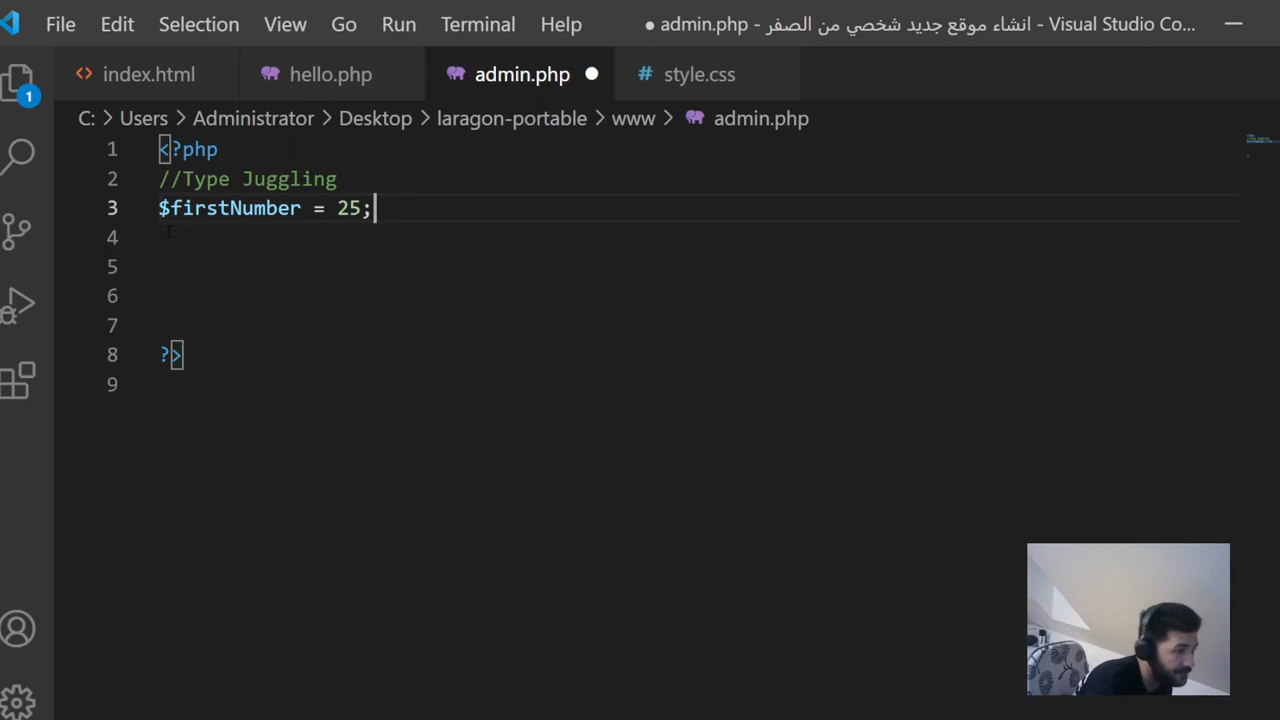 File Edit Selection View Go Run Terminal Help ● admin.php - انشاء موقع جديد شخصي من الصفر - Visual Studio Co...
index.html hello.php admin.php style.css
1
C: > Users > Administrator > Desktop > laragon-portable > www > admin.php
1 <?php
2 //Type Juggling
3 $firstNumber = 25;
4
5
6
7
8 ?>
9